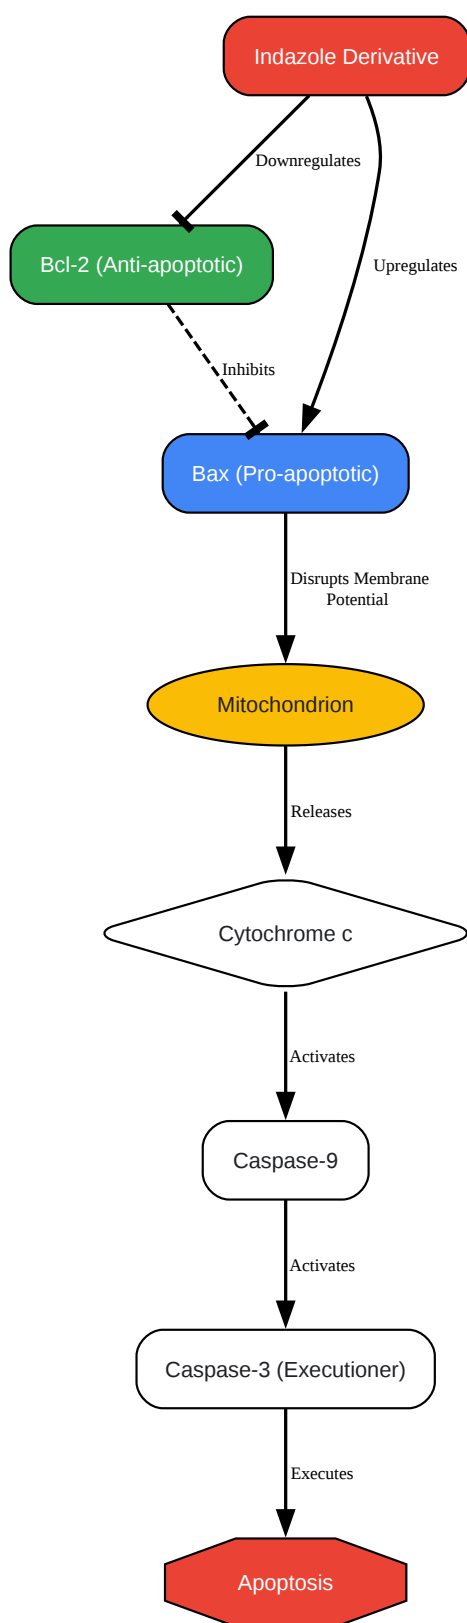 Indazole Derivative
Downregulates
Bcl-2 (Anti-apoptotic)
Upregulates
Inhibits
Bax (Pro-apoptotic)
Disrupts Membrane
Potential
Mitochondrion
Releases
Cytochrome c
Activates
Caspase-9
Activates
Caspase-3 (Executioner)
Executes
Apoptosis